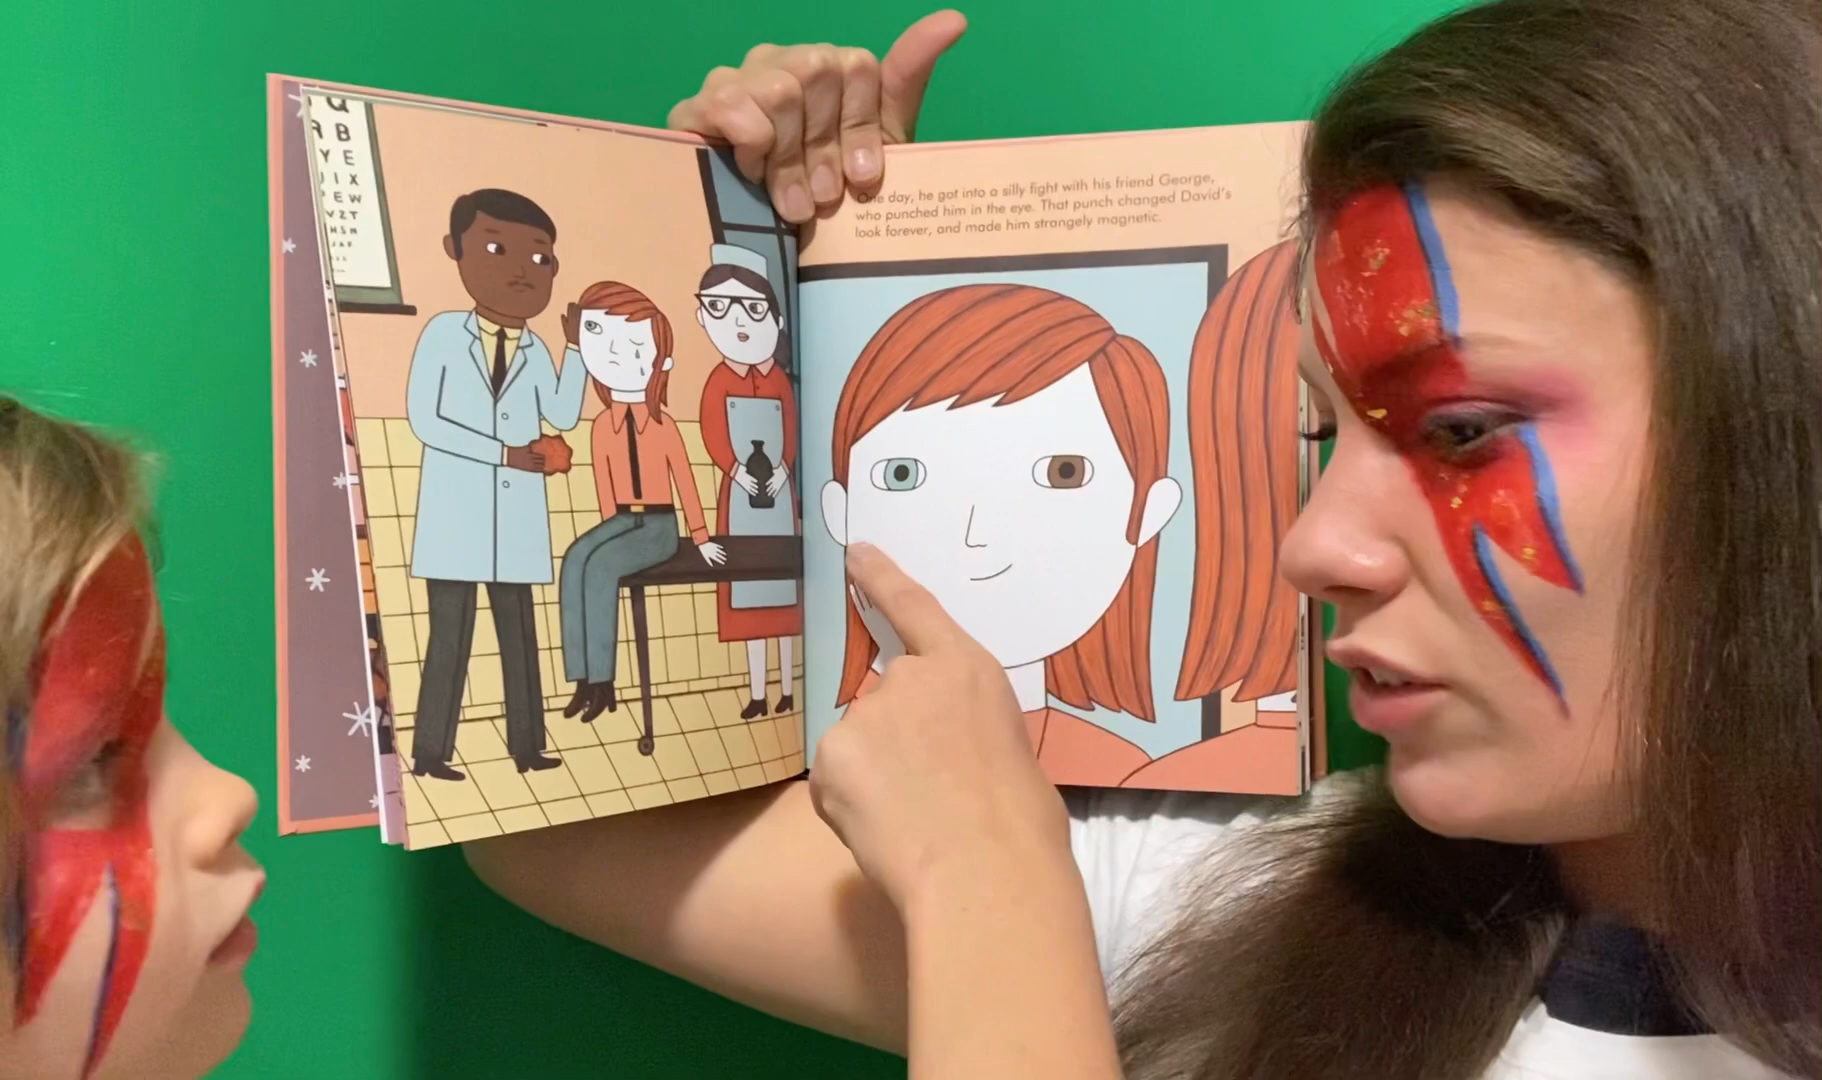 Q
A B
Y E
U I X
P E W
V Z T
H S M
J A F
One day, he got into a silly fight with his friend George,
who punched him in the eye. That punch changed David's
look forever, and made him strangely magnetic.